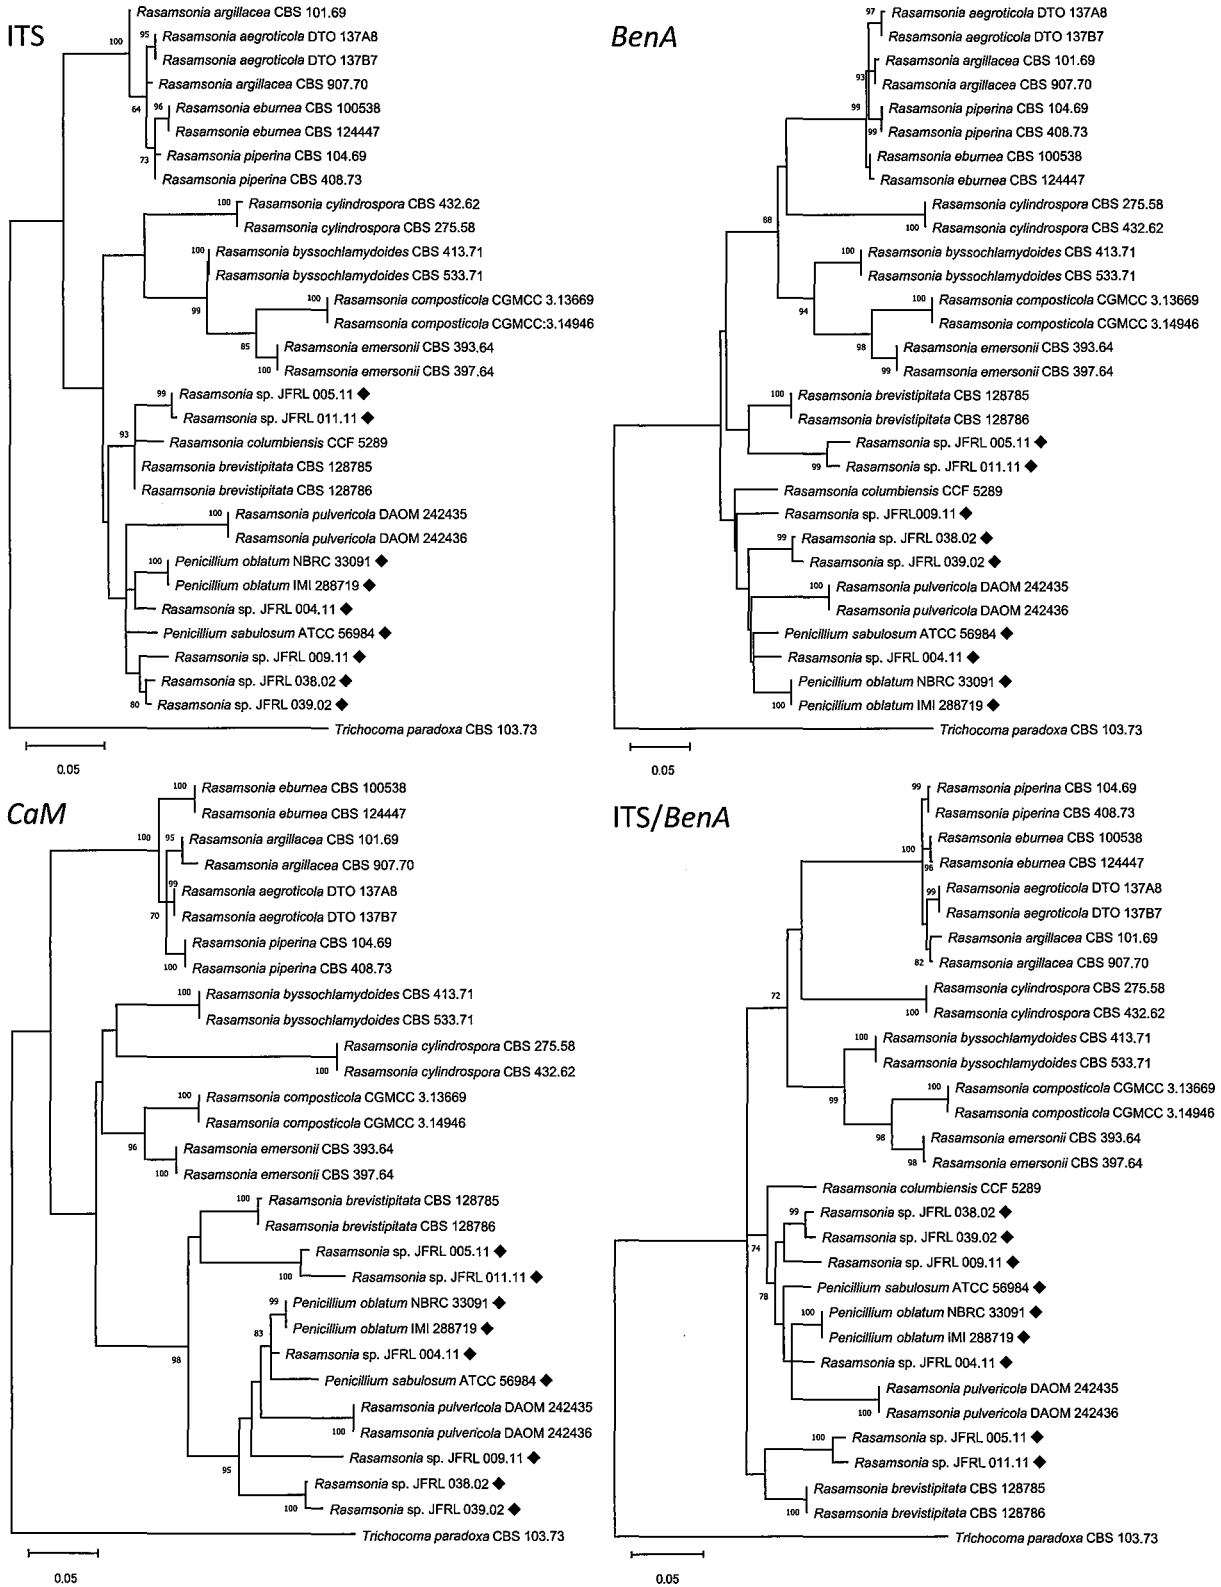 ITS
Rasamsonia argillacea CBS 101.69
100
95
Rasamsonia aegroticola DTO 137A8
Rasamsonia aegroticola DTO 137B7
Rasamsonia argillacea CBS 907.70
64
96
Rasamsonia eburnea CBS 100538
Rasamsonia eburnea CBS 124447
73
Rasamsonia piperina CBS 104.69
Rasamsonia piperina CBS 408.73
100
Rasamsonia cylindrospora CBS 432.62
Rasamsonia cylindrospora CBS 275.58
100
Rasamsonia byssochlamydoides CBS 413.71
Rasamsonia byssochlamydoides CBS 533.71
99
100
Rasamsonia composticola CGMCC 3.13669
Rasamsonia composticola CGMCC:3.14946
85
Rasamsonia emersonii CBS 393.64
100
Rasamsonia emersonii CBS 397.64
99
Rasamsonia sp. JFRL 005.11 ◆
Rasamsonia sp. JFRL 011.11 ◆
93
Rasamsonia columbiensis CCF 5289
Rasamsonia brevistipitata CBS 128785
Rasamsonia brevistipitata CBS 128786
100
Rasamsonia pulvericola DAOM 242435
Rasamsonia pulvericola DAOM 242436
100
Penicillium oblatum NBRC 33091 ◆
Penicillium oblatum IMI 288719 ◆
Rasamsonia sp. JFRL 004.11 ◆
Penicillium sabulosum ATCC 56984 ◆
Rasamsonia sp. JFRL 009.11 ◆
Rasamsonia sp. JFRL 038.02 ◆
80
Rasamsonia sp. JFRL 039.02 ◆
Trichocoma paradoxa CBS 103.73
0.05
BenA
97
Rasamsonia aegroticola DTO 137A8
Rasamsonia aegroticola DTO 137B7
Rasamsonia argillacea CBS 101.69
93
Rasamsonia argillacea CBS 907.70
99
Rasamsonia piperina CBS 104.69
99
Rasamsonia piperina CBS 408.73
Rasamsonia eburnea CBS 100538
Rasamsonia eburnea CBS 124447
Rasamsonia cylindrospora CBS 275.58
88
100
Rasamsonia cylindrospora CBS 432.62
100
Rasamsonia byssochlamydoides CBS 413.71
Rasamsonia byssochlamydoides CBS 533.71
94
100
Rasamsonia composticola CGMCC 3.13669
Rasamsonia composticola CGMCC 3.14946
98
Rasamsonia emersonii CBS 393.64
99
Rasamsonia emersonii CBS 397.64
100
Rasamsonia brevistipitata CBS 128785
Rasamsonia brevistipitata CBS 128786
Rasamsonia sp. JFRL 005.11 ◆
99
Rasamsonia sp. JFRL 011.11 ◆
Rasamsonia columbiensis CCF 5289
Rasamsonia sp. JFRL009.11 ◆
99
Rasamsonia sp. JFRL 038.02 ◆
Rasamsonia sp. JFRL 039.02 ◆
100
Rasamsonia pulvericola DAOM 242435
Rasamsonia pulvericola DAOM 242436
Penicillium sabulosum ATCC 56984 ◆
Rasamsonia sp. JFRL 004.11 ◆
Penicillium oblatum NBRC 33091 ◆
100
Penicillium oblatum IMI 288719 ◆
Trichocoma paradoxa CBS 103.73
0.05
CaM
100
Rasamsonia eburnea CBS 100538
Rasamsonia eburnea CBS 124447
100
95
Rasamsonia argillacea CBS 101.69
Rasamsonia argillacea CBS 907.70
99
Rasamsonia aegroticola DTO 137A8
70
Rasamsonia aegroticola DTO 137B7
Rasamsonia piperina CBS 104.69
100
Rasamsonia piperina CBS 408.73
100
Rasamsonia byssochlamydoides CBS 413.71
Rasamsonia byssochlamydoides CBS 533.71
Rasamsonia cylindrospora CBS 275.58
100
Rasamsonia cylindrospora CBS 432.62
100
Rasamsonia composticola CGMCC 3.13669
Rasamsonia composticola CGMCC 3.14946
96
Rasamsonia emersonii CBS 393.64
100
Rasamsonia emersonii CBS 397.64
100
Rasamsonia brevistipitata CBS 128785
Rasamsonia brevistipitata CBS 128786
Rasamsonia sp. JFRL 005.11 ◆
100
Rasamsonia sp. JFRL 011.11 ◆
99
Penicillium oblatum NBRC 33091 ◆
83
Penicillium oblatum IMI 288719 ◆
98
Rasamsonia sp. JFRL 004.11 ◆
Penicillium sabulosum ATCC 56984 ◆
Rasamsonia pulvericola DAOM 242435
100
Rasamsonia pulvericola DAOM 242436
Rasamsonia sp. JFRL 009.11 ◆
95
Rasamsonia sp. JFRL 038.02 ◆
100
Rasamsonia sp. JFRL 039.02 ◆
Trichocoma paradoxa CBS 103.73
0.05
ITS/BenA
99
Rasamsonia piperina CBS 104.69
Rasamsonia piperina CBS 408.73
Rasamsonia eburnea CBS 100538
100
Rasamsonia eburnea CBS 124447
96
99
Rasamsonia aegroticola DTO 137A8
Rasamsonia aegroticola DTO 137B7
Rasamsonia argillacea CBS 101.69
82
Rasamsonia argillacea CBS 907.70
72
Rasamsonia cylindrospora CBS 275.58
100
Rasamsonia cylindrospora CBS 432.62
100
Rasamsonia byssochlamydoides CBS 413.71
Rasamsonia byssochlamydoides CBS 533.71
99
100
Rasamsonia composticola CGMCC 3.13669
Rasamsonia composticola CGMCC 3.14946
98
Rasamsonia emersonii CBS 393.64
98
Rasamsonia emersonii CBS 397.64
Rasamsonia columbiensis CCF 5289
99
Rasamsonia sp. JFRL 038.02 ◆
Rasamsonia sp. JFRL 039.02 ◆
74
Rasamsonia sp. JFRL 009.11 ◆
78
Penicillium sabulosum ATCC 56984 ◆
100
Penicillium oblatum NBRC 33091 ◆
Penicillium oblatum IMI 288719 ◆
Rasamsonia sp. JFRL 004.11 ◆
Rasamsonia pulvericola DAOM 242435
100
Rasamsonia pulvericola DAOM 242436
100
Rasamsonia sp. JFRL 005.11 ◆
Rasamsonia sp. JFRL 011.11 ◆
Rasamsonia brevistipitata CBS 128785
100
Rasamsonia brevistipitata CBS 128786
Trichocoma paradoxa CBS 103.73
0.05